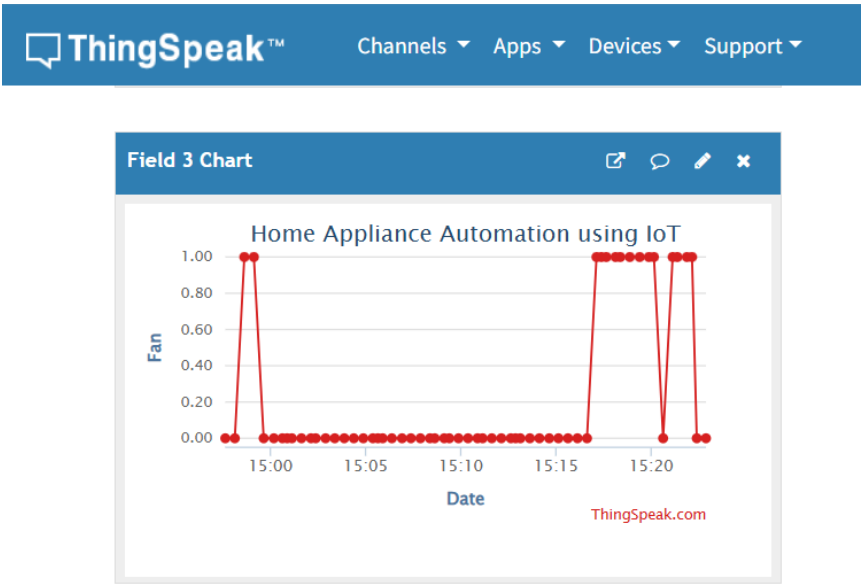 ThingSpeak™ Channels Apps Devices Support
Field 3 Chart
Home Appliance Automation using IoT
1.00
0.80
0.60
0.40
0.20
0.00
Fan
15:00 15:05 15:10 15:15 15:20
Date
ThingSpeak.com